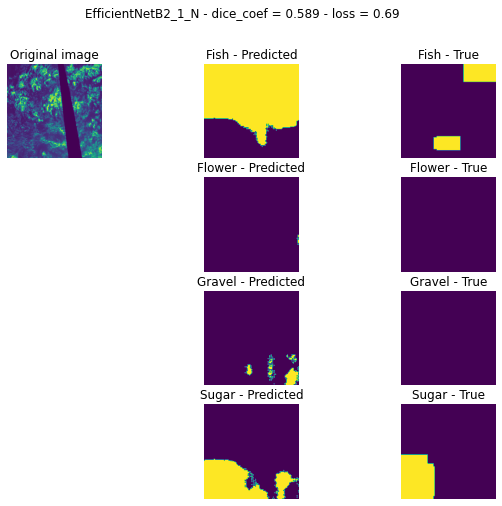 EfficientNetB2_1_N - dice_coef = 0.589 - loss = 0.69
Original image
Fish - Predicted
Fish - True
Flower - Predicted
Flower - True
Gravel - Predicted
Gravel - True
Sugar - Predicted
Sugar - True